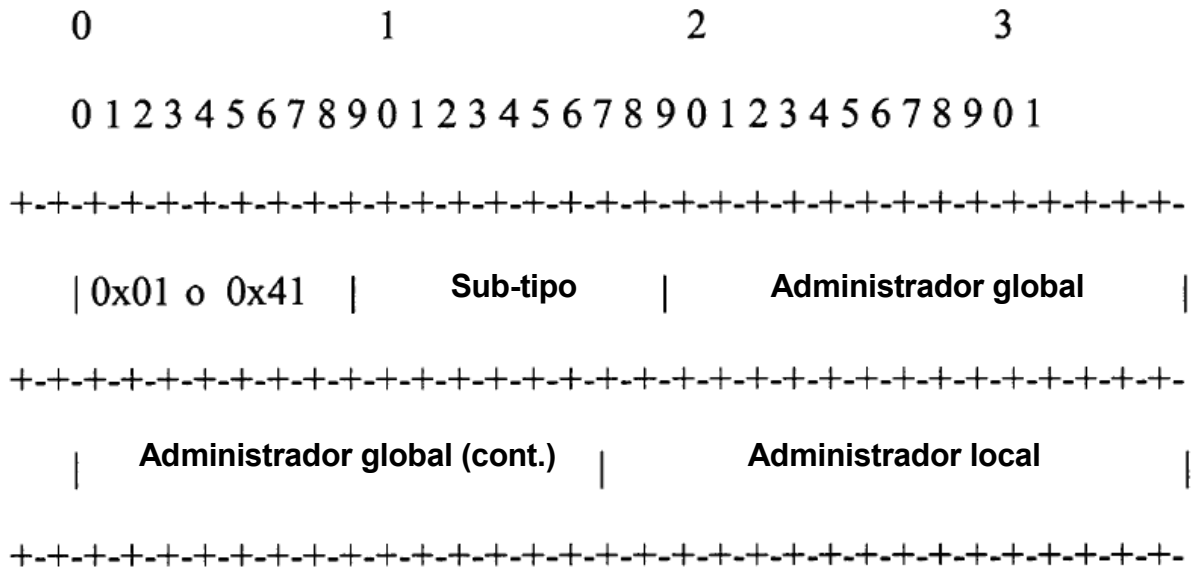 0 1 2 3
0 1 2 3 4 5 6 7 8 9 0 1 2 3 4 5 6 7 8 9 0 1 2 3 4 5 6 7 8 9 0 1
+-+-+-+-+-+-+-+-+-+-+-+-+-+-+-+-+-+-+-+-+-+-+-+-+-+-+-+-+-+-+-+-
| 0x01 o 0x41 | Sub-tipo | Administrador global |
+-+-+-+-+-+-+-+-+-+-+-+-+-+-+-+-+-+-+-+-+-+-+-+-+-+-+-+-+-+-+-+-
| Administrador global (cont.) | Administrador local |
+-+-+-+-+-+-+-+-+-+-+-+-+-+-+-+-+-+-+-+-+-+-+-+-+-+-+-+-+-+-+-+-